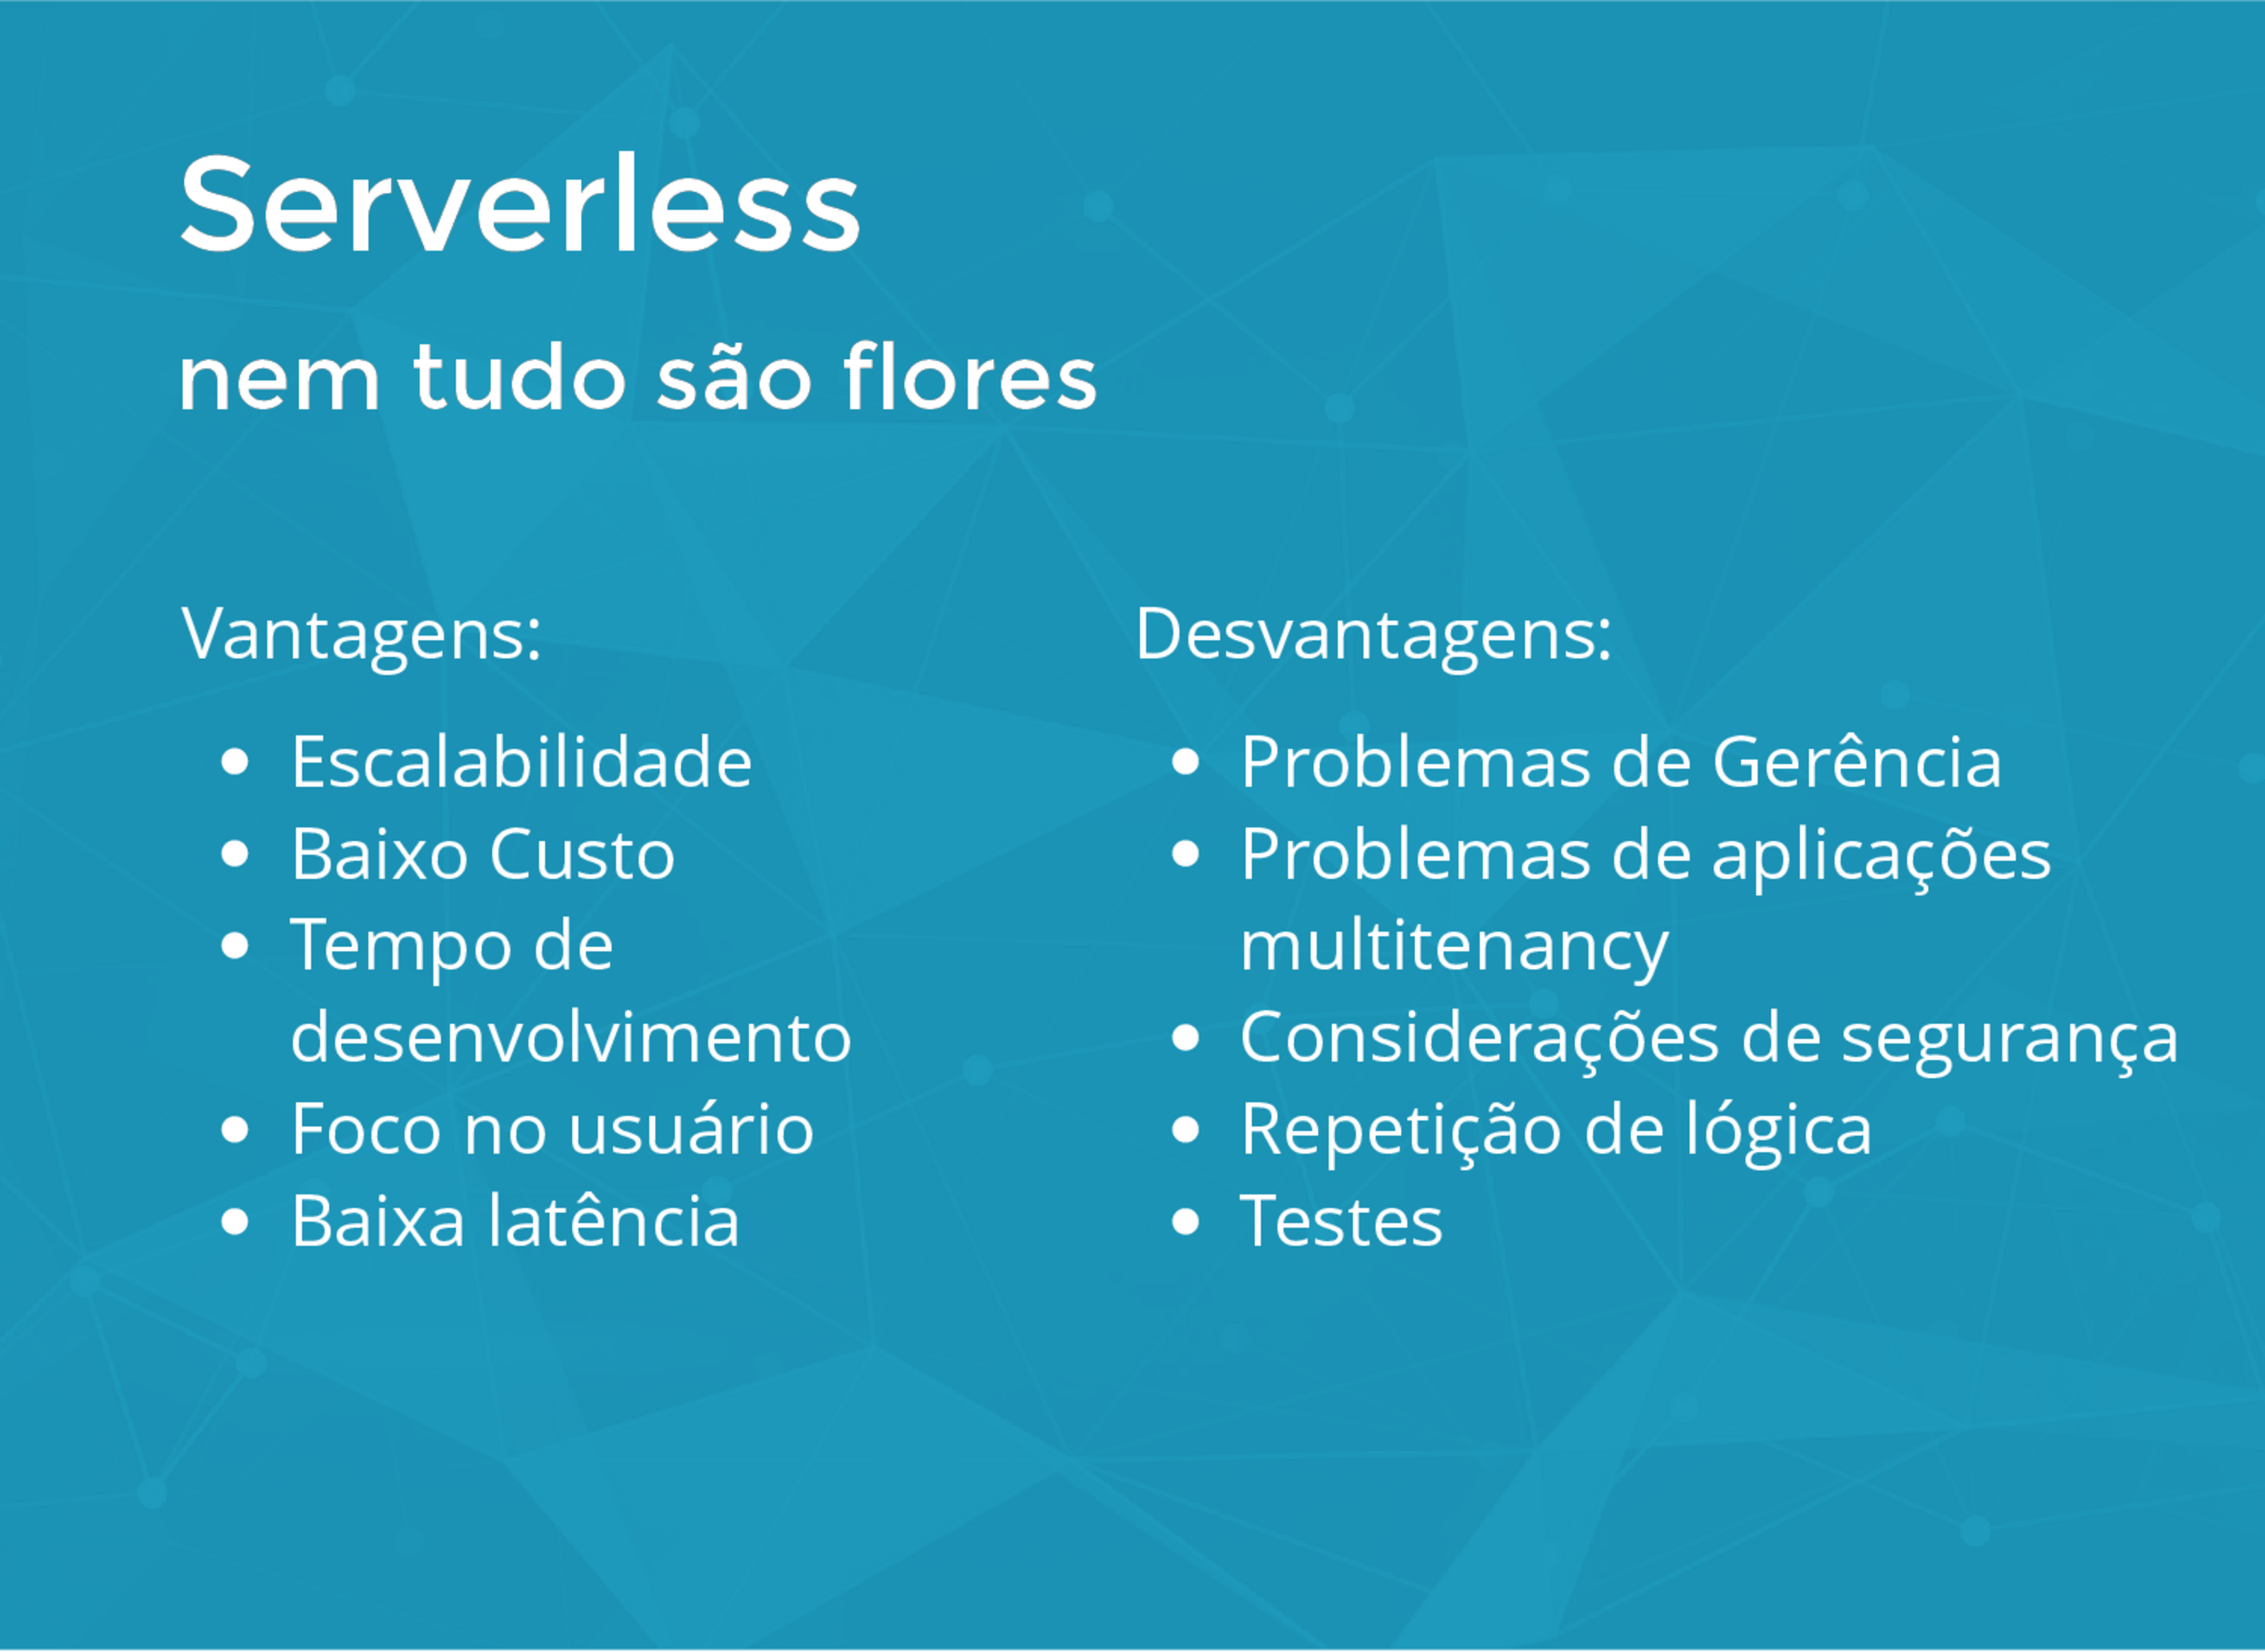 Serverless
nem tudo são flores
Vantagens:
● Escalabilidade
● Baixo Custo
● Tempo de
desenvolvimento
● Foco no usuário
● Baixa latência
Desvantagens:
● Problemas de Gerência
● Problemas de aplicações
multitenancy
● Considerações de segurança
● Repetição de lógica
● Testes